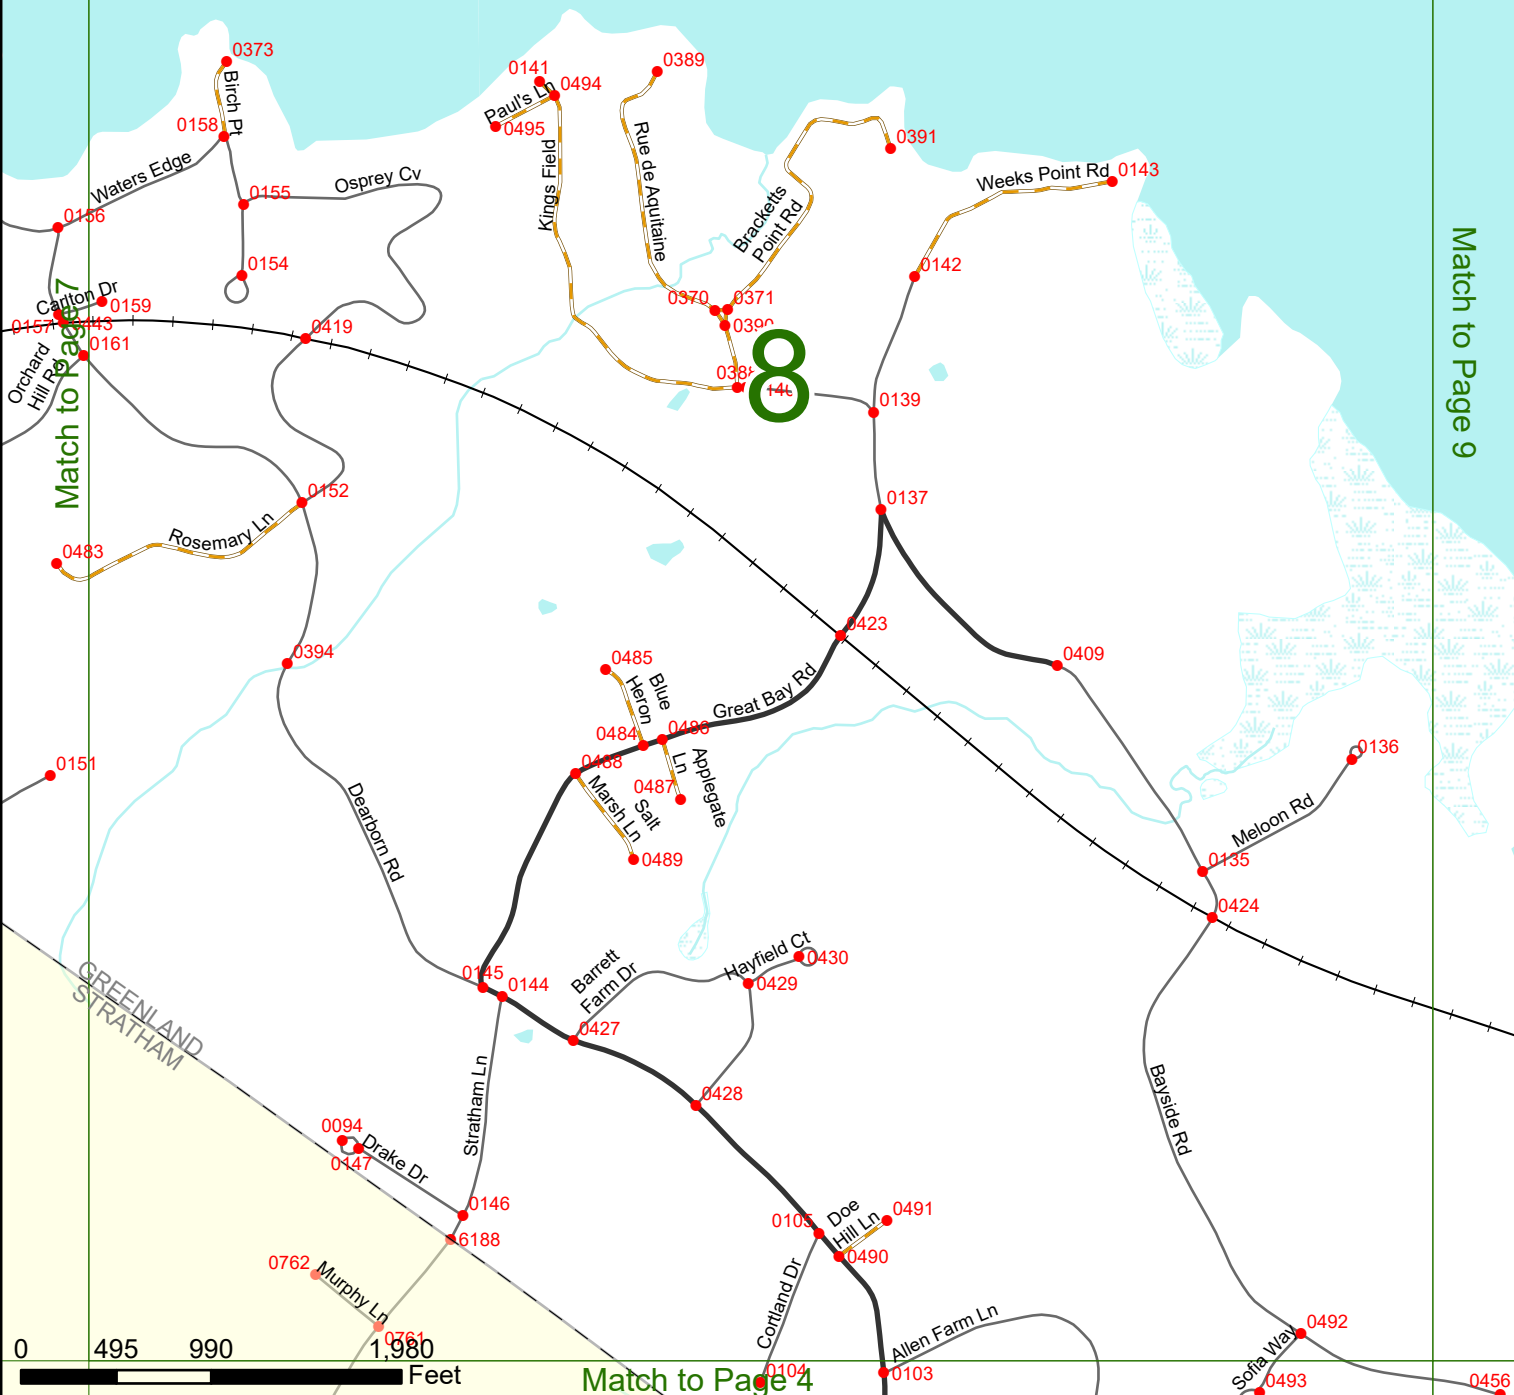 0373
0141
0494
0389
Birch Pt
Paul's Ln
0495
0158
0391
Waters Edge
Kings Field
Rue de Aquitaine
Osprey Cv
Weeks Point Rd
0143
0155
0156
Bracketts
Point Rd
Match to Page 9
0154
0142
Carlton Dr
0159
0370
0371
0157
0443
0390
0419
0161
Match to Page 7
Orchard
Hill Rd
0388
8
0139
0152
0137
Rosemary Ln
0483
0423
0394
0409
0485
Blue
Heron
Great Bay Rd
0484
0486
0488
0151
0487
Applegate
Ln
0136
Salt
Marsh Ln
0489
Dearborn Rd
Meloon Rd
0135
0424
Hayfield Ct
0430
0429
Barrett
Farm Dr
0145
0144
0427
GREENLAND
STRATHAM
Stratham Ln
0428
Bayside Rd
0094
0147
Drake Dr
0146
6188
0105
Doe
Hill Ln
0491
0490
0762
Murphy Ln
0761
Cortland Dr
Allen Farm Ln
0492
Sofia Way
0493
0456
0104
0103
0 495 990 1,980
Feet
Match to Page 4